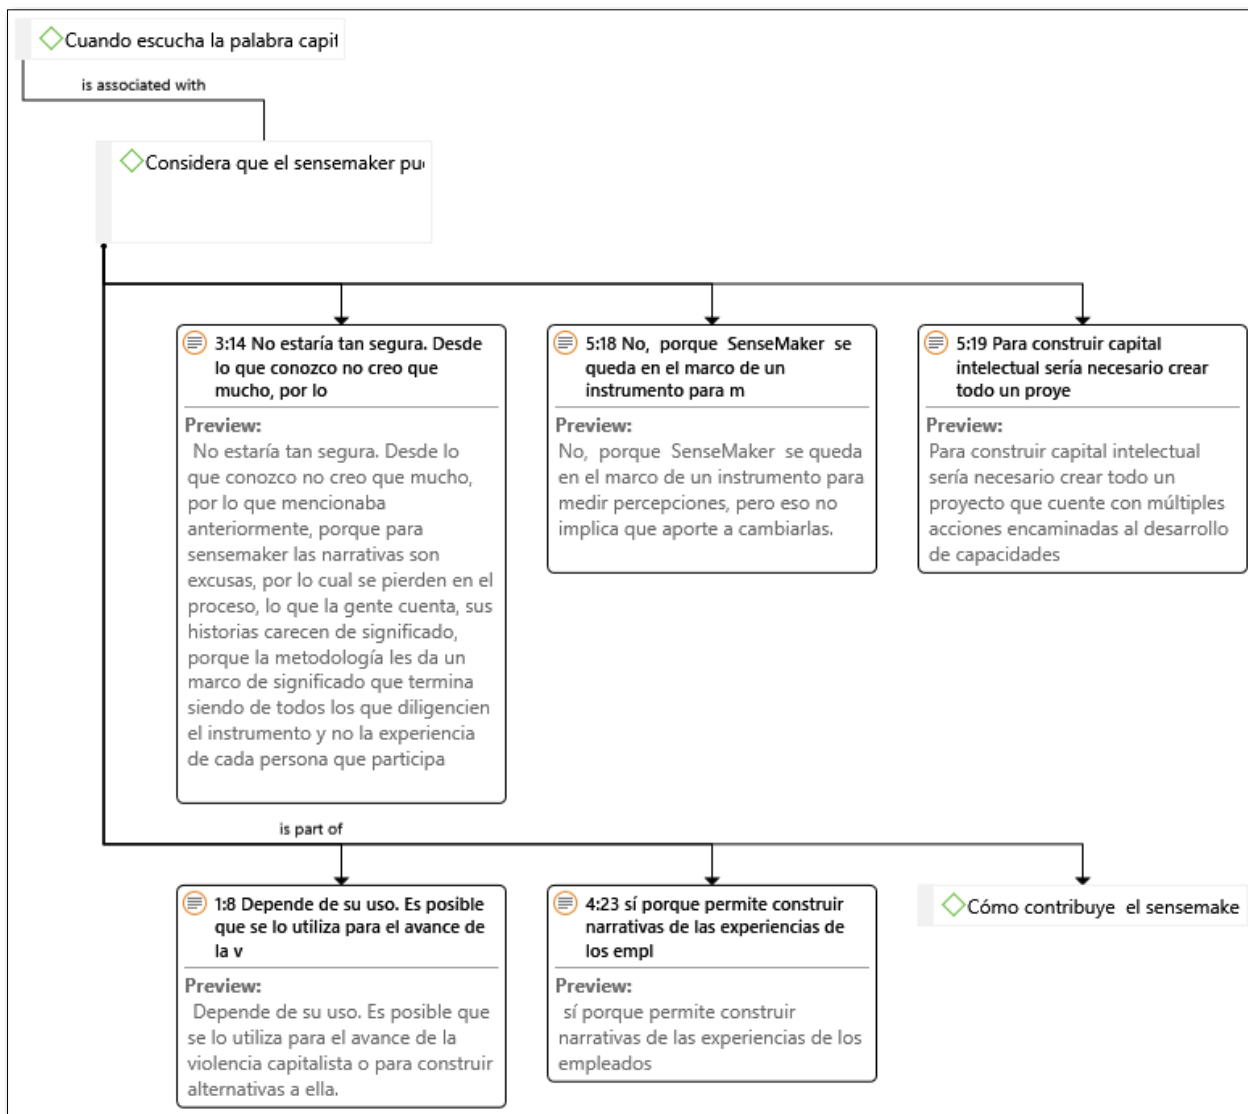 Cuando escucha la palabra capit
is associated with
Considera que el sensemaker pu
3:14 No estaría tan segura. Desde
lo que conozco no creo que
mucho, por lo
Preview:
No estaría tan segura. Desde lo
que conozco no creo que mucho,
por lo que mencionaba
anteriormente, porque para
sensemaker las narrativas son
excusas, por lo cual se pierden en el
proceso, lo que la gente cuenta, sus
historias carecen de significado,
porque la metodología les da un
marco de significado que termina
siendo de todos los que diligencien
el instrumento y no la experiencia
de cada persona que participa
5:18 No, porque SenseMaker se
queda en el marco de un
instrumento para m
Preview:
No, porque SenseMaker se queda
en el marco de un instrumento para
medir percepciones, pero eso no
implica que aporte a cambiarlas.
5:19 Para construir capital
intelectual sería necesario crear
todo un proye
Preview:
Para construir capital intelectual
sería necesario crear todo un
proyecto que cuente con múltiples
acciones encaminadas al desarrollo
de capacidades
is part of
1:8 Depende de su uso. Es posible
que se lo utiliza para el avance de
la v
Preview:
Depende de su uso. Es posible que
se lo utiliza para el avance de la
violencia capitalista o para construir
alternativas a ella.
4:23 sí porque permite construir
narrativas de las experiencias de
los empl
Preview:
sí porque permite construir
narrativas de las experiencias de los
empleados
Cómo contribuye el sensemake